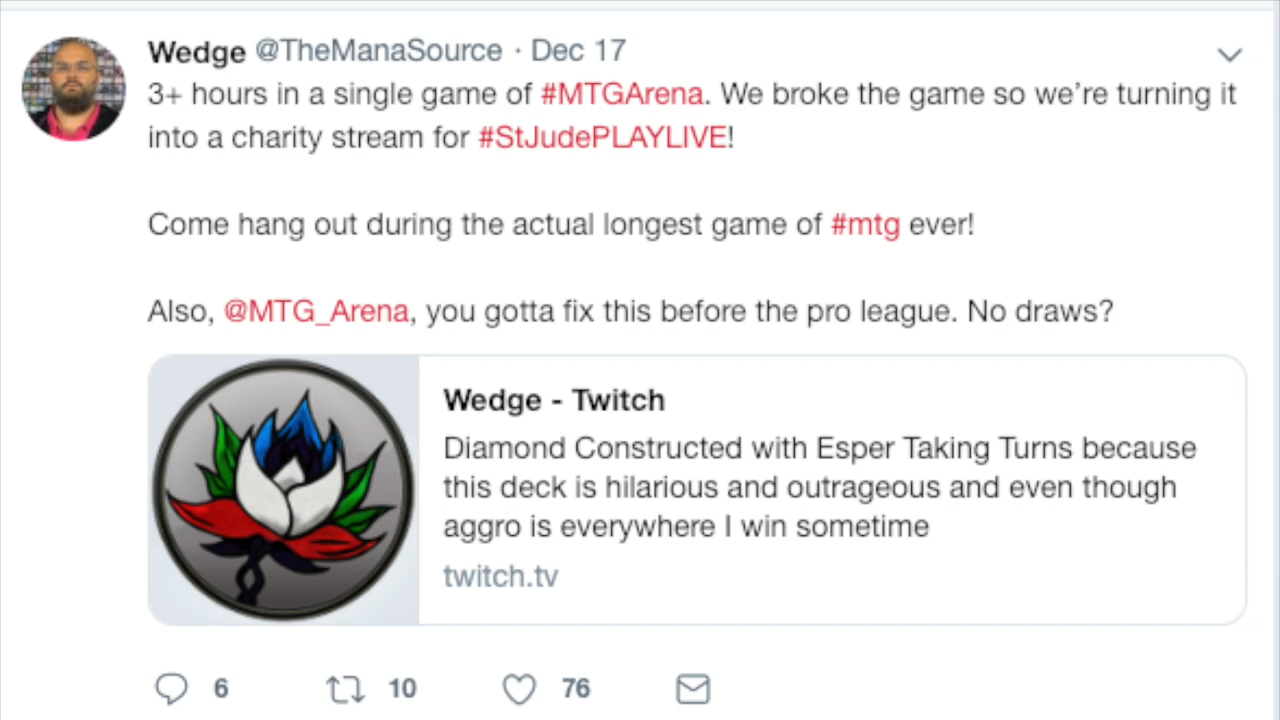 Wedge @TheManaSource · Dec 17
3+ hours in a single game of #MTGArena. We broke the game so we’re turning it
into a charity stream for #StJudePLAYLIVE!
Come hang out during the actual longest game of #mtg ever!
Also, @MTG_Arena, you gotta fix this before the pro league. No draws?
Wedge - Twitch
Diamond Constructed with Esper Taking Turns because
this deck is hilarious and outrageous and even though
aggro is everywhere I win sometime
twitch.tv
6 10 76